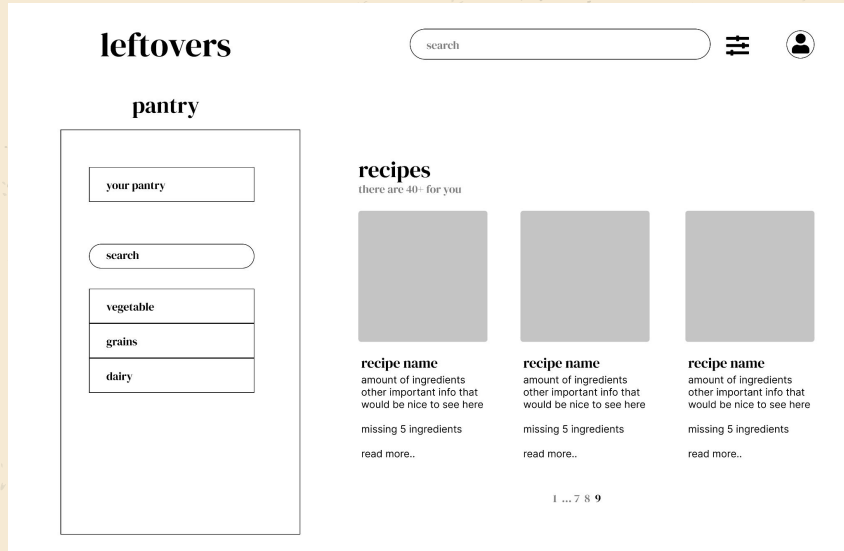 leftovers
search
pantry
your pantry
search
vegetable
grains
dairy
recipes
there are 40+ for you
recipe name
amount of ingredients
other important info that
would be nice to see here
missing 5 ingredients
read more..
recipe name
amount of ingredients
other important info that
would be nice to see here
missing 5 ingredients
read more..
recipe name
amount of ingredients
other important info that
would be nice to see here
missing 5 ingredients
read more..
1 ... 7 8 9